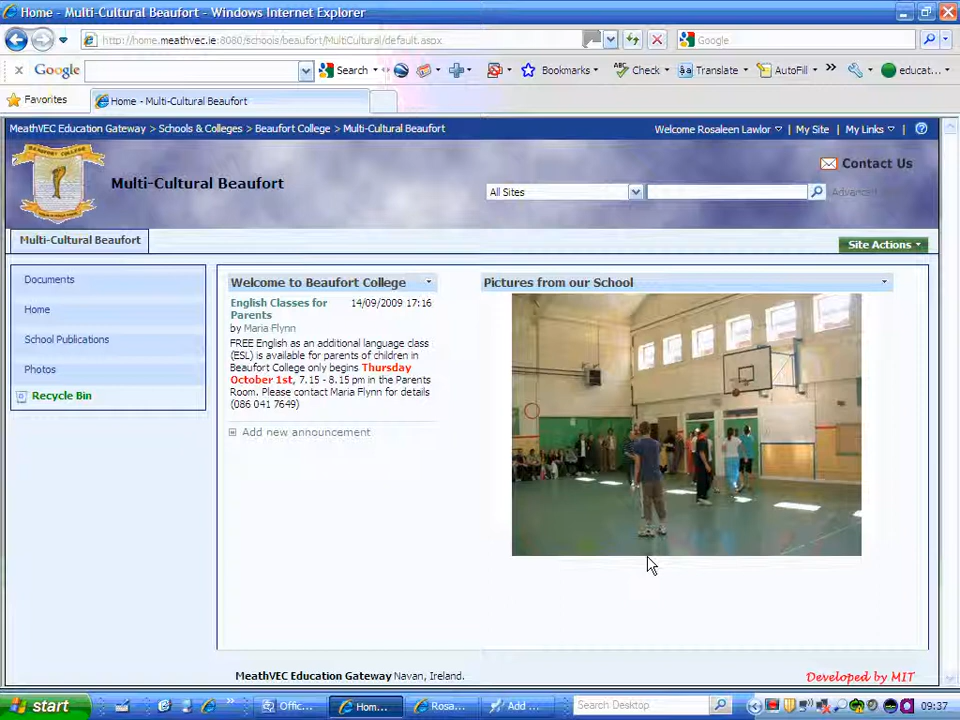 Home - Multi-Cultural Beaufort - Windows Internet Explorer
http://home.meathvec.ie:8080/schools/beaufort/MultiCultural/default.aspx
Google
Google
Search
Bookmarks
Check
Translate
AutoFill
educat...
Favorites
Home - Multi-Cultural Beaufort
MeathVEC Education Gateway > Schools & Colleges > Beaufort College > Multi-Cultural Beaufort
Welcome Rosaleen Lawlor
My Site
My Links
Multi-Cultural Beaufort
Contact Us
All Sites
Advanced
Multi-Cultural Beaufort
Site Actions
Documents
Home
School Publications
Photos
Recycle Bin
Welcome to Beaufort College
English Classes for Parents
14/09/2009 17:16
by Maria Flynn
FREE English as an additional language class
(ESL) is available for parents of children in
Beaufort College only begins Thursday
October 1st, 7.15 - 8.15 pm in the Parents
Room. Please contact Maria Flynn for details
(086 041 7649)
Add new announcement
Pictures from our School
MeathVEC Education Gateway Navan, Ireland.
Developed by MIT
start
Offic...
Hom...
Rosa...
Add ...
Search Desktop
09:37